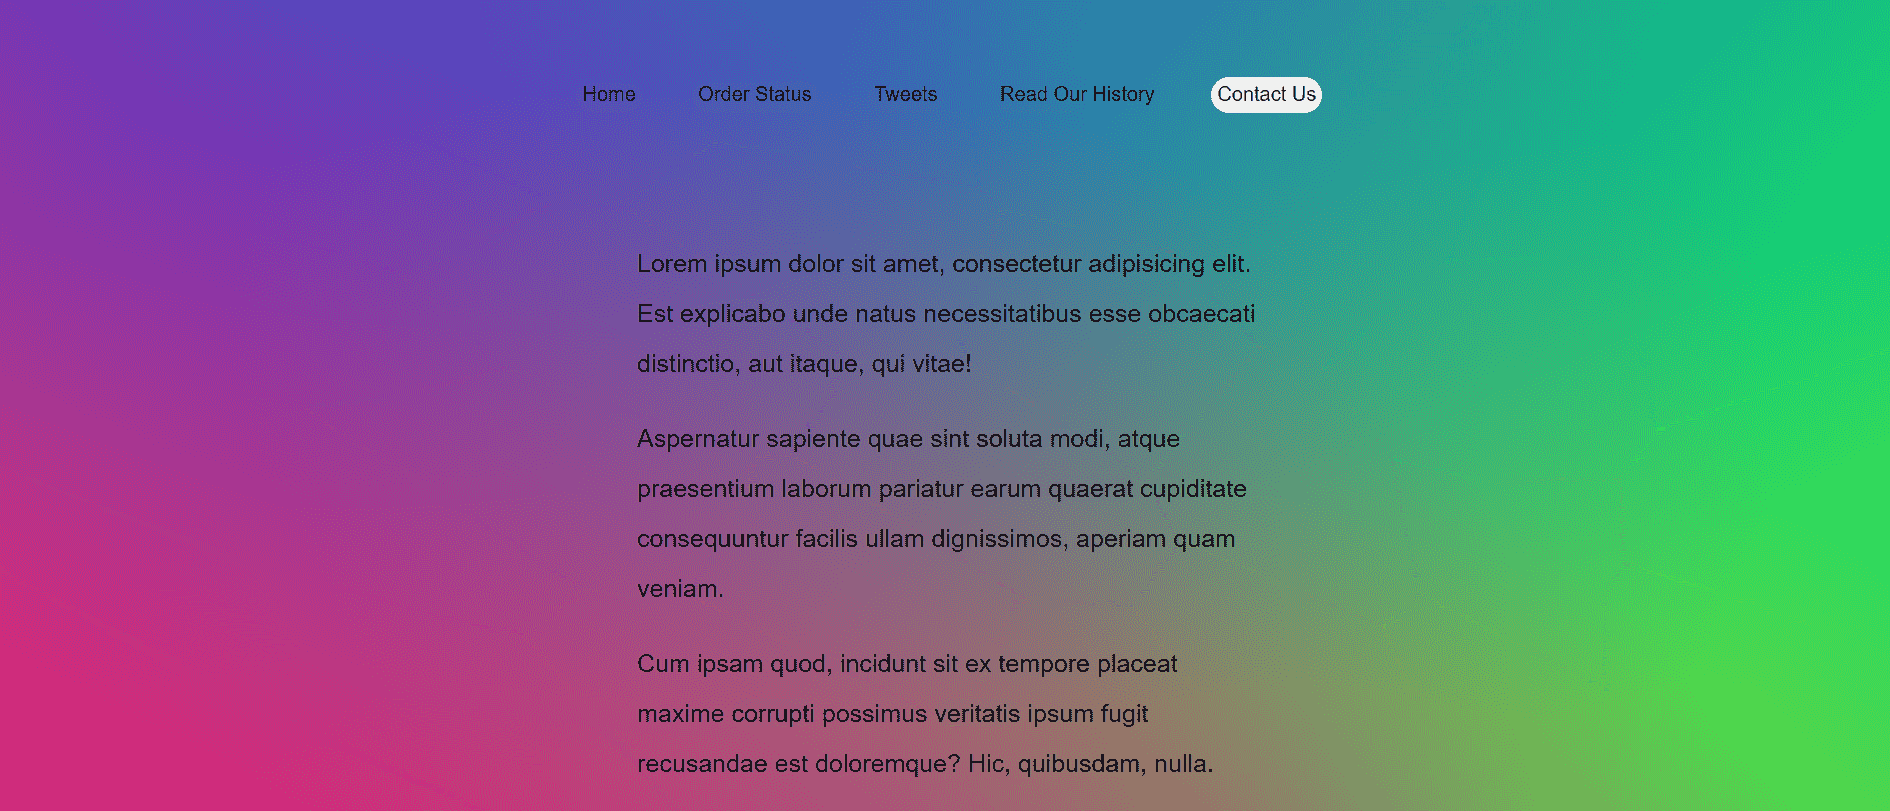 Home Order Status Tweets Read Our History Contact Us
Lorem ipsum dolor sit amet, consectetur adipisicing elit.
Est explicabo unde natus necessitatibus esse obcaecati
distinctio, aut itaque, qui vitae!
Aspernatur sapiente quae sint soluta modi, atque
praesentium laborum pariatur earum quaerat cupiditate
consequuntur facilis ullam dignissimos, aperiam quam
veniam.
Cum ipsam quod, incidunt sit ex tempore placeat
maxime corrupti possimus veritatis ipsum fugit
recusandae est doloremque? Hic, quibusdam, nulla.